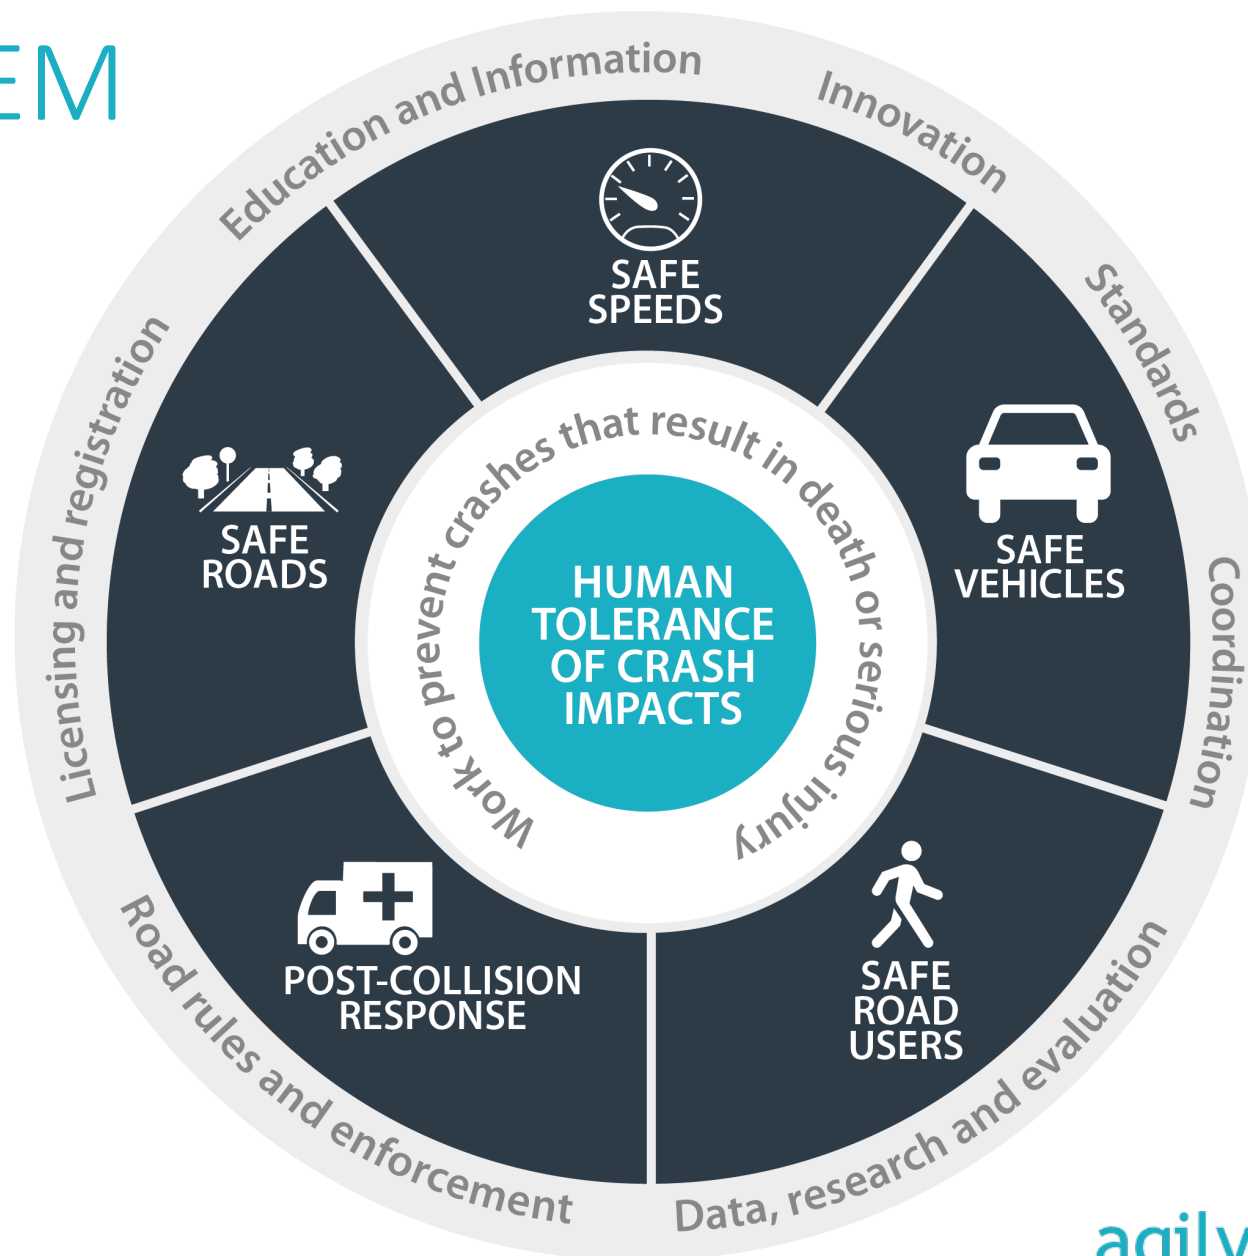 EM
Education and Information
Innovation
Standards
Coordination
Data, research and evaluation
Road rules and enforcement
Licensing and registration
SAFE
SPEEDS
SAFE
VEHICLES
SAFE
ROAD
USERS
POST-COLLISION
RESPONSE
SAFE
ROADS
Work to prevent crashes that result in death or serious injury
HUMAN
TOLERANCE
OF CRASH
IMPACTS